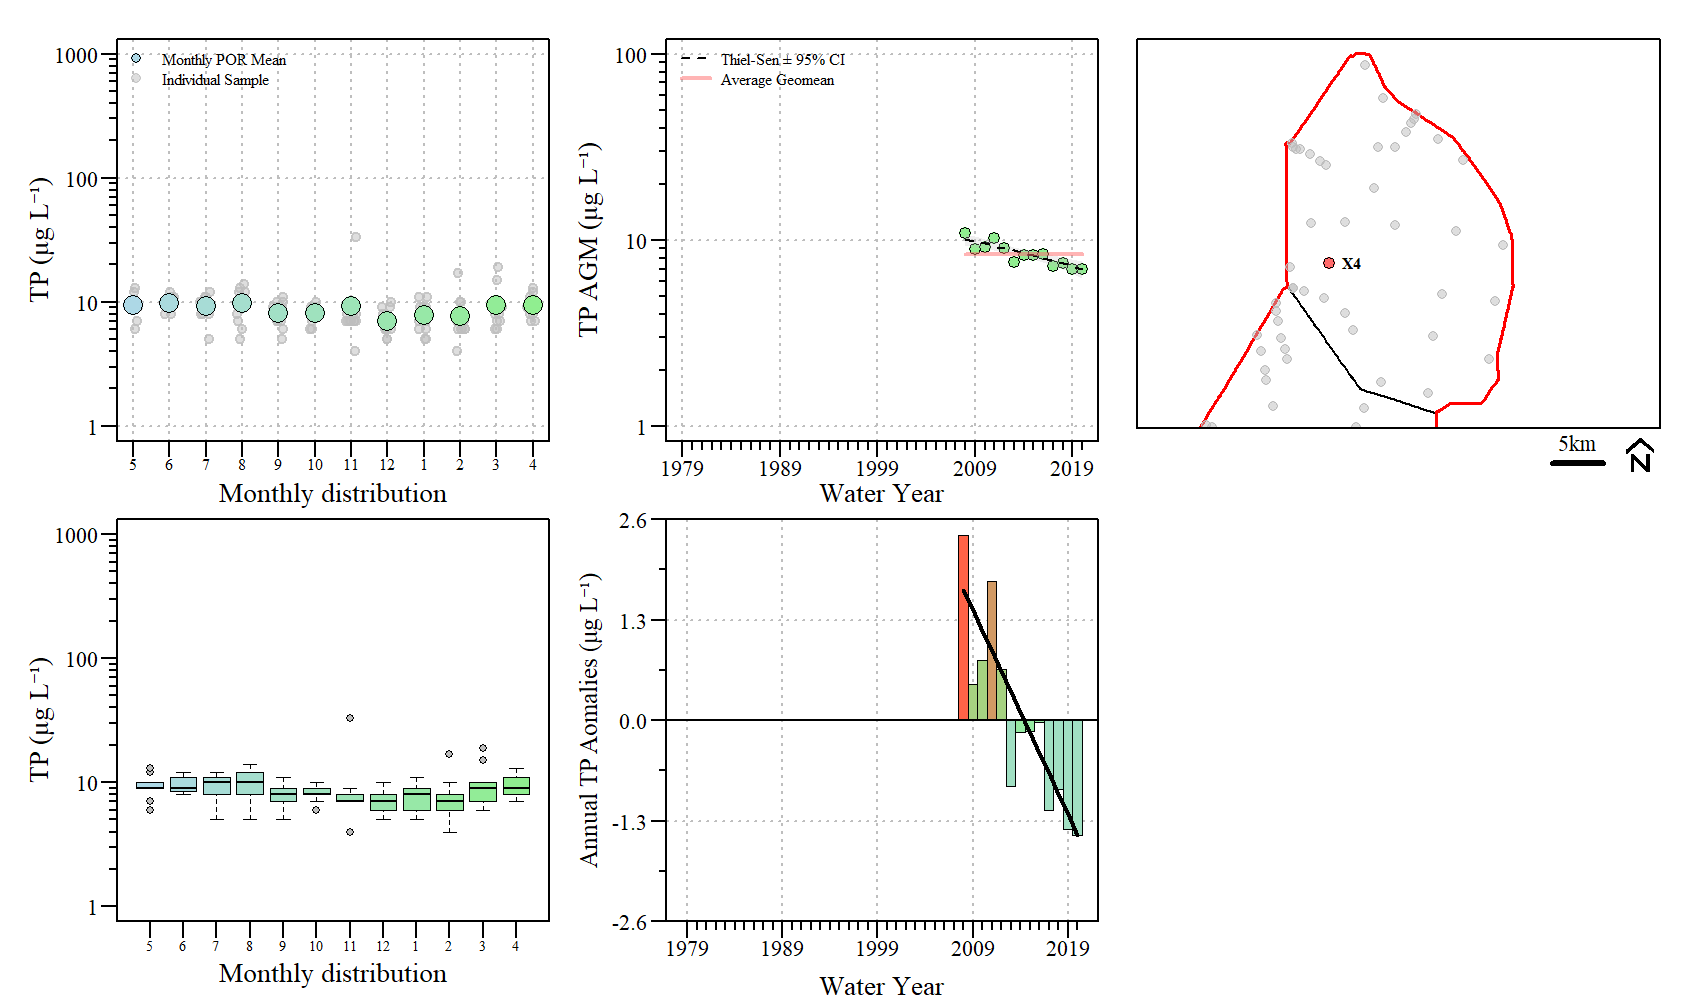 1000
100
10
1
TP (µg L⁻¹)
Monthly POR Mean
Individual Sample
5 6 7 8 9 10 11 12 1 2 3 4
Monthly distribution
100
10
1
TP AGM (µg L⁻¹)
Thiel-Sen ± 95% CI
Average Geomean
1979 1989 1999 2009 2019
Water Year
X4
5km
N
1000
100
10
1
TP (µg L⁻¹)
5 6 7 8 9 10 11 12 1 2 3 4
Monthly distribution
2.6
1.3
0.0
-1.3
-2.6
Annual TP Aomalies (µg L⁻¹)
1979 1989 1999 2009 2019
Water Year